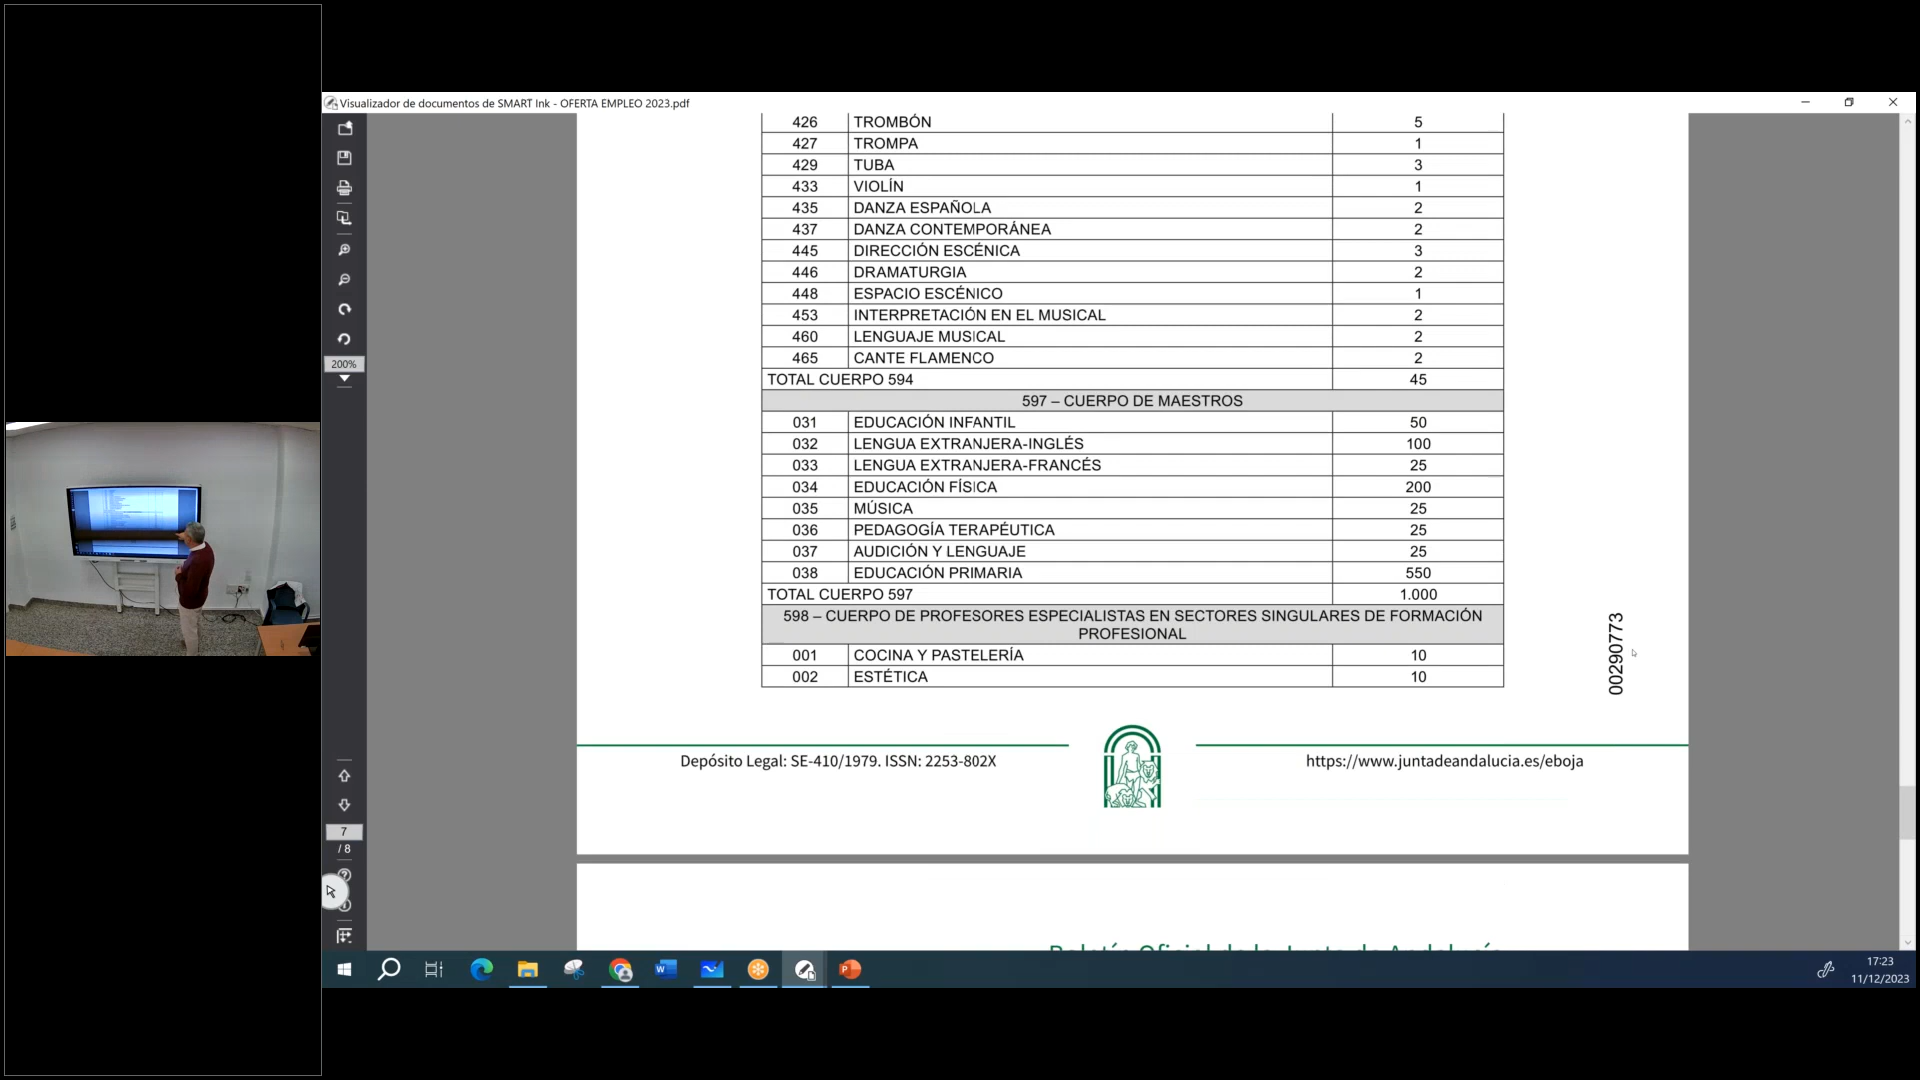 Visualizador de documentos de SMART Ink - OFERTA EMPLEO 2023.pdf
426 TROMBÓN 5
427 TROMPA 1
429 TUBA 3
433 VIOLÍN 1
435 DANZA ESPAÑOLA 2
437 DANZA CONTEMPORÁNEA 2
445 DIRECCIÓN ESCÉNICA 3
446 DRAMATURGIA 2
448 ESPACIO ESCÉNICO 1
453 INTERPRETACIÓN EN EL MUSICAL 2
460 LENGUAJE MUSICAL 2
465 CANTE FLAMENCO 2
TOTAL CUERPO 594 45
597 – CUERPO DE MAESTROS
031 EDUCACIÓN INFANTIL 50
032 LENGUA EXTRANJERA-INGLÉS 100
033 LENGUA EXTRANJERA-FRANCÉS 25
034 EDUCACIÓN FÍSICA 200
035 MÚSICA 25
036 PEDAGOGÍA TERAPÉUTICA 25
037 AUDICIÓN Y LENGUAJE 25
038 EDUCACIÓN PRIMARIA 550
TOTAL CUERPO 597 1.000
598 – CUERPO DE PROFESORES ESPECIALISTAS EN SECTORES SINGULARES DE FORMACIÓN
PROFESIONAL
001 COCINA Y PASTELERÍA 10
002 ESTÉTICA 10
00290773
Depósito Legal: SE-410/1979. ISSN: 2253-802X
https://www.juntadeandalucia.es/eboja
Boletín Oficial de la Junta de Andalucía
200%
7
/ 8
17:23
11/12/2023